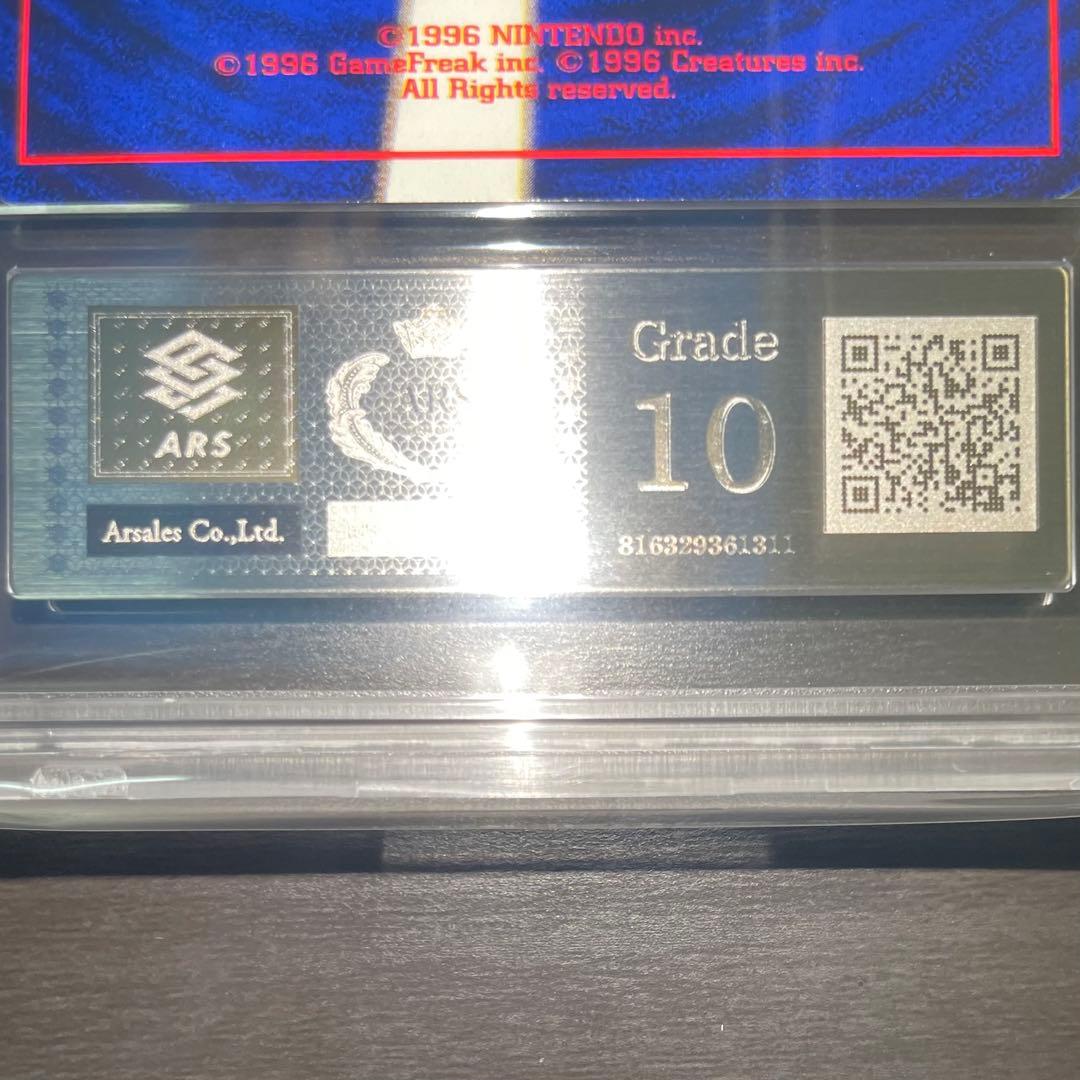 ©1996 NINTENDO inc.
©1996 GameFreak inc. ©1996 Creatures inc.
All Rights reserved.
ARS
Arsales Co.,Ltd.
ARS
Grade
10
816329361311